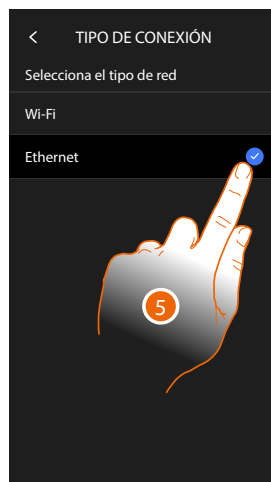 TIPO DE CONEXIÓN
Selecciona el tipo de red
Wi-Fi
Ethernet
5